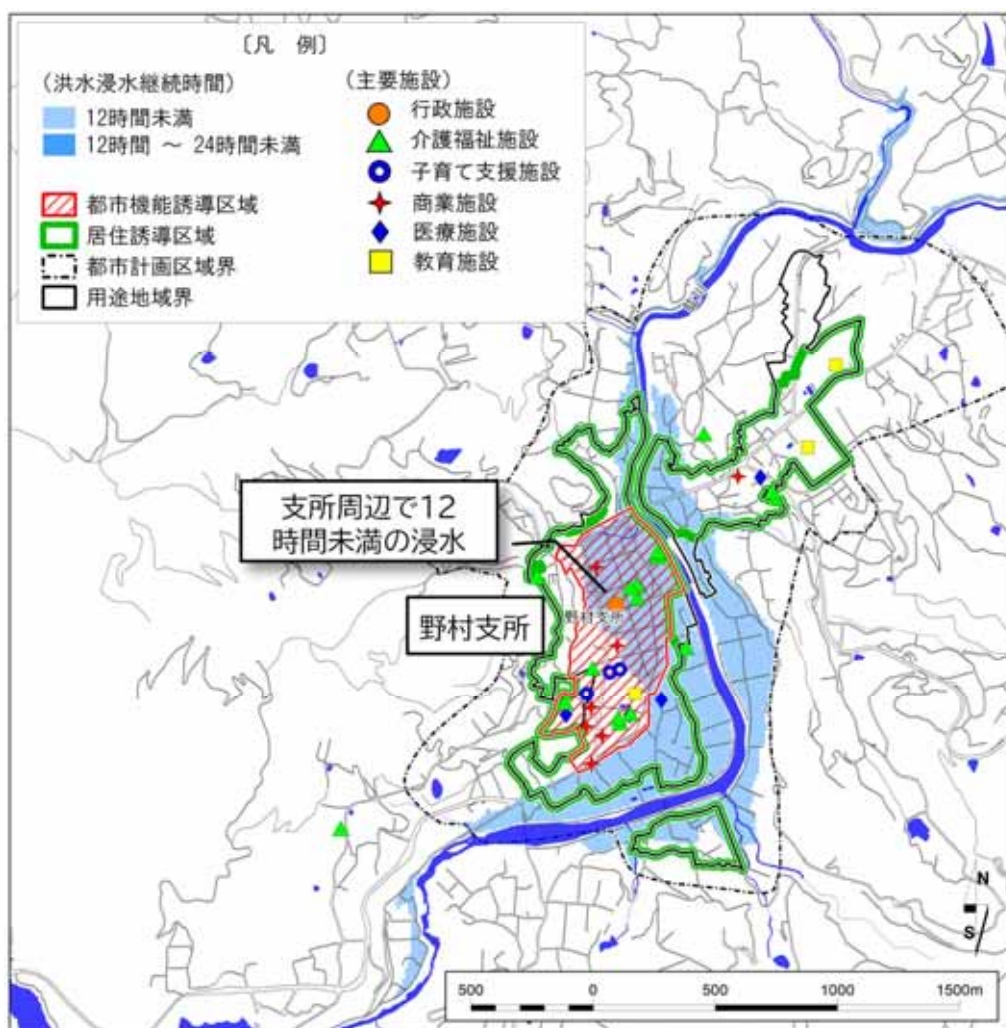 〔凡　例〕
（洪水浸水継続時間）
12時間未満
12時間 ～ 24時間未満
都市機能誘導区域
居住誘導区域
都市計画区域界
用途地域界
（主要施設）
行政施設
介護福祉施設
子育て支援施設
商業施設
医療施設
教育施設
支所周辺で12
時間未満の浸水
野村支所
野村支所
N
S
500 0 500 1000 1500m